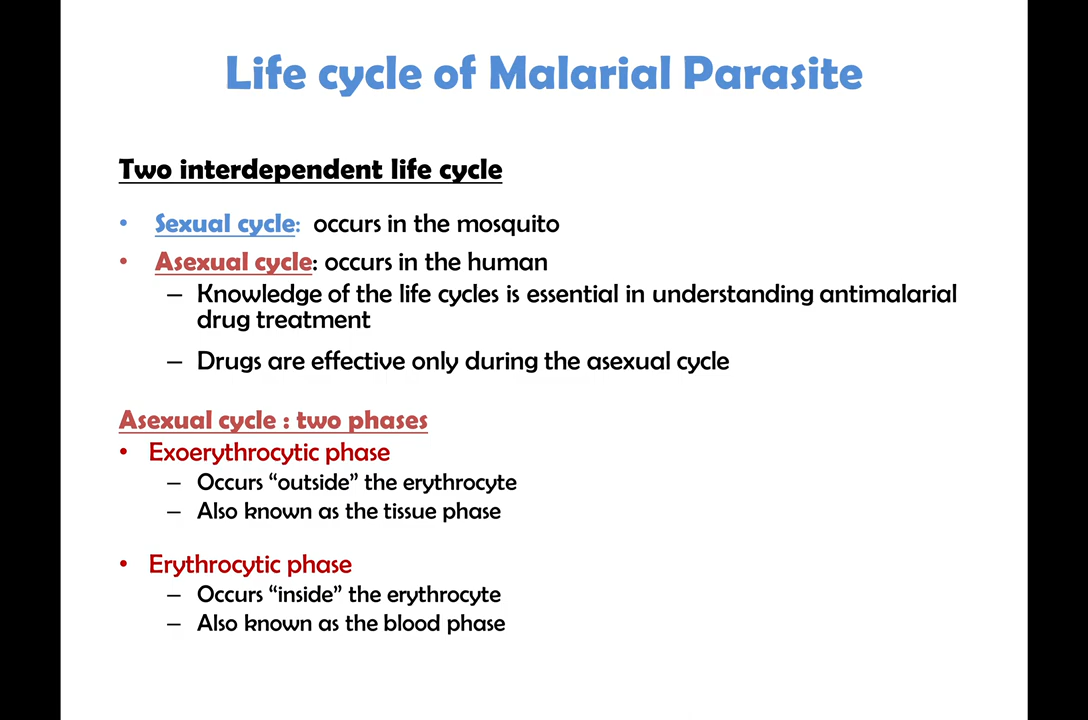 Life cycle of Malarial Parasite
Two interdependent life cycle
• Sexual cycle: occurs in the mosquito
• Asexual cycle: occurs in the human
– Knowledge of the life cycles is essential in understanding antimalarial
drug treatment
– Drugs are effective only during the asexual cycle
Asexual cycle : two phases
• Exoerythrocytic phase
– Occurs “outside” the erythrocyte
– Also known as the tissue phase
• Erythrocytic phase
– Occurs “inside” the erythrocyte
– Also known as the blood phase